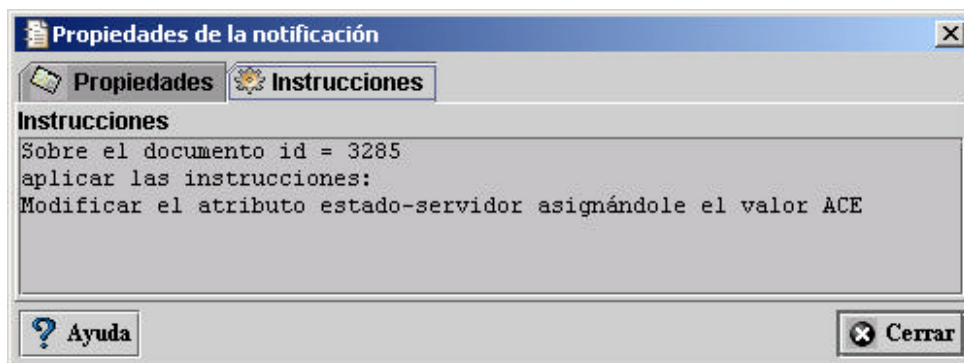 Propiedades de la notificación
Propiedades Instrucciones
Instrucciones
Sobre el documento id = 3285
aplicar las instrucciones:
Modificar el atributo estado-servidor asignándole el valor ACE
Ayuda Cerrar